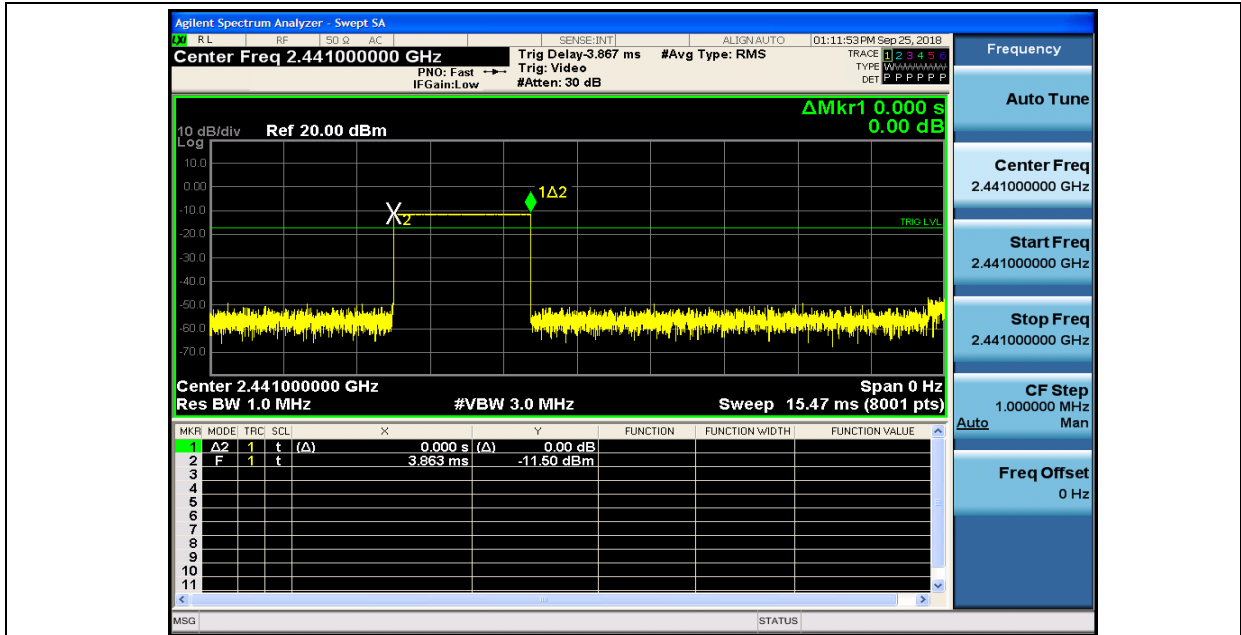 Agilent Spectrum Analyzer - Swept SA
LXI RL RF 50 Ω AC SENSE:INT ALIGN AUTO 01:11:53 PM Sep 25, 2018
Center Freq 2.441000000 GHz
PNO: Fast
IFGain:Low
Trig Delay-3.867 ms
Trig: Video
#Atten: 30 dB
#Avg Type: RMS
TRACE 1 2 3 4 5 6
TYPE WWWWWW
DET P P P P P P
ΔMkr1 0.000 s
0.00 dB
10 dB/div Ref 20.00 dBm
Log
10.0
0.00
-10.0
-20.0
-30.0
-40.0
-50.0
-60.0
-70.0
1Δ2
X2
TRIG LVL
Center 2.441000000 GHz Span 0 Hz
Res BW 1.0 MHz #VBW 3.0 MHz Sweep 15.47 ms (8001 pts)
MKR MODE TRC SCL X Y FUNCTION FUNCTION WIDTH FUNCTION VALUE
1 Δ2 1 t (Δ) 0.000 s (Δ) 0.00 dB
2 F 1 t 3.863 ms -11.50 dBm
3
4
5
6
7
8
9
10
11
MSG STATUS
Frequency
Auto Tune
Center Freq
2.441000000 GHz
Start Freq
2.441000000 GHz
Stop Freq
2.441000000 GHz
CF Step
1.000000 MHz
Auto Man
Freq Offset
0 Hz